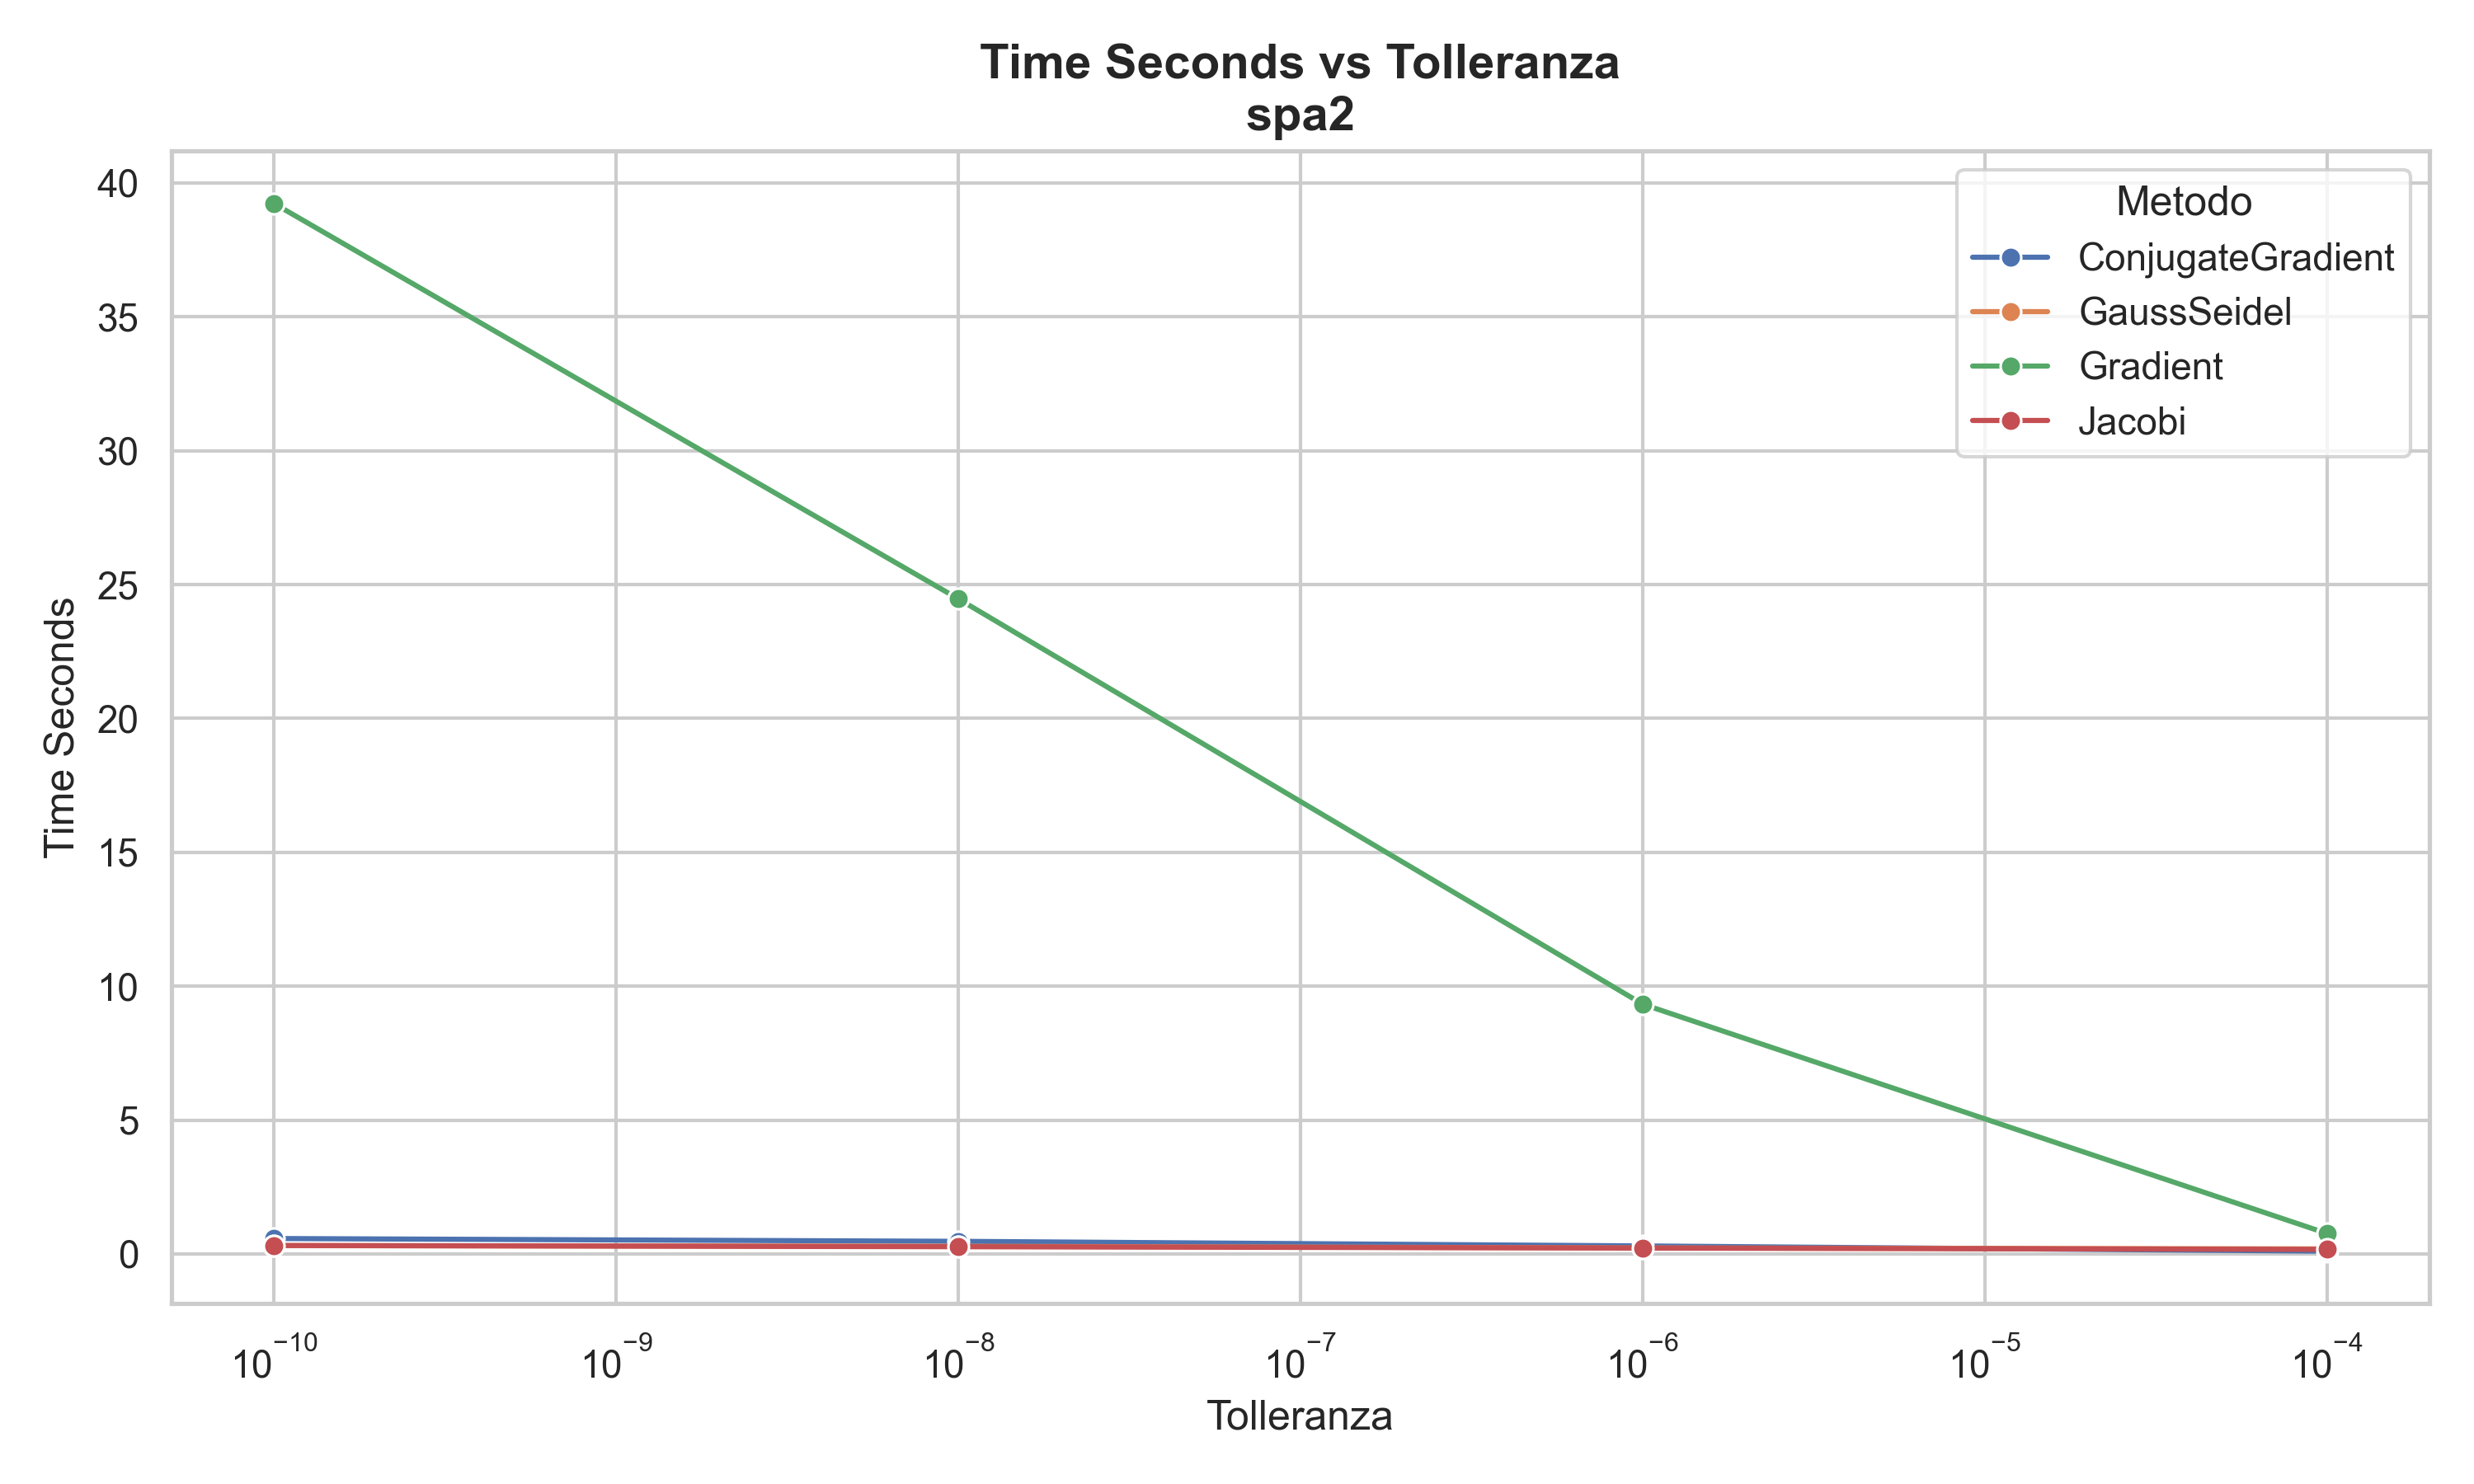 Time Seconds vs Tolleranza
spa2
Metodo
ConjugateGradient
GaussSeidel
Gradient
Jacobi
Time Seconds
40
35
30
25
20
15
10
5
0
10⁻¹⁰ 10⁻⁹ 10⁻⁸ 10⁻⁷ 10⁻⁶ 10⁻⁵ 10⁻⁴
Tolleranza